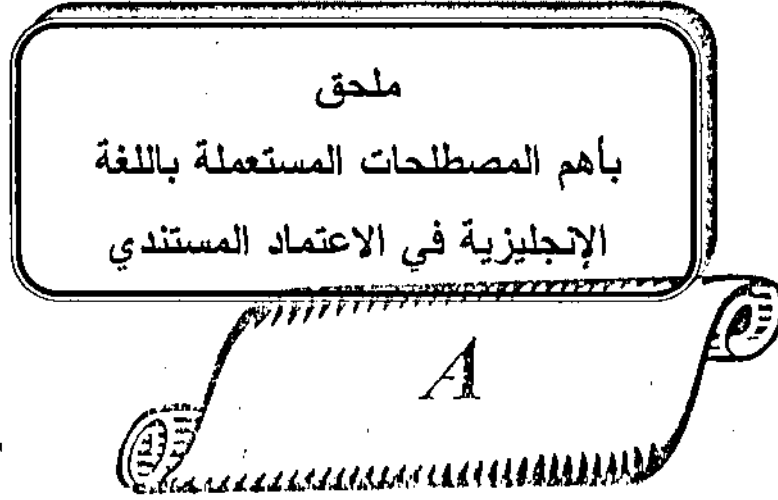 ملحق
بأهم المصطلحات المستعملة باللغة
الإنجليزية في الاعتماد المستندي
A